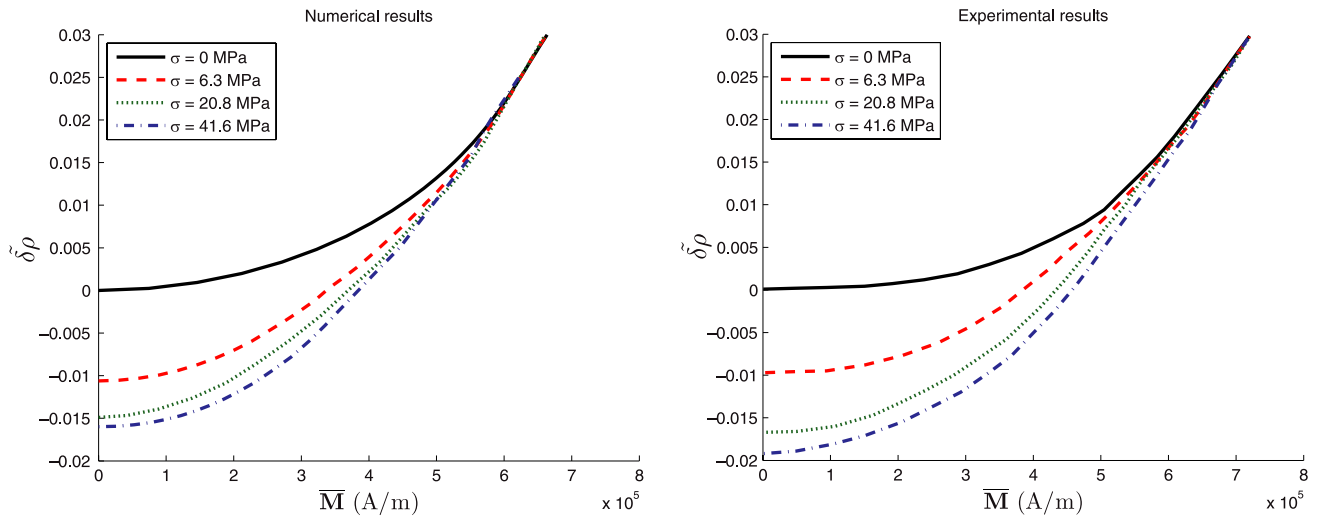 Numerical results
0.03
0.025
0.02
0.015
0.01
0.005
0
−0.005
−0.01
−0.015
−0.02
δ̃ρ
σ = 0 MPa
σ = 6.3 MPa
σ = 20.8 MPa
σ = 41.6 MPa
0 1 2 3 4 5 6 7 8
M̅ (A/m)
x 10⁵
Experimental results
0.03
0.025
0.02
0.015
0.01
0.005
0
−0.005
−0.01
−0.015
−0.02
δ̃ρ
σ = 0 MPa
σ = 6.3 MPa
σ = 20.8 MPa
σ = 41.6 MPa
0 1 2 3 4 5 6 7 8
M̅ (A/m)
x 10⁵